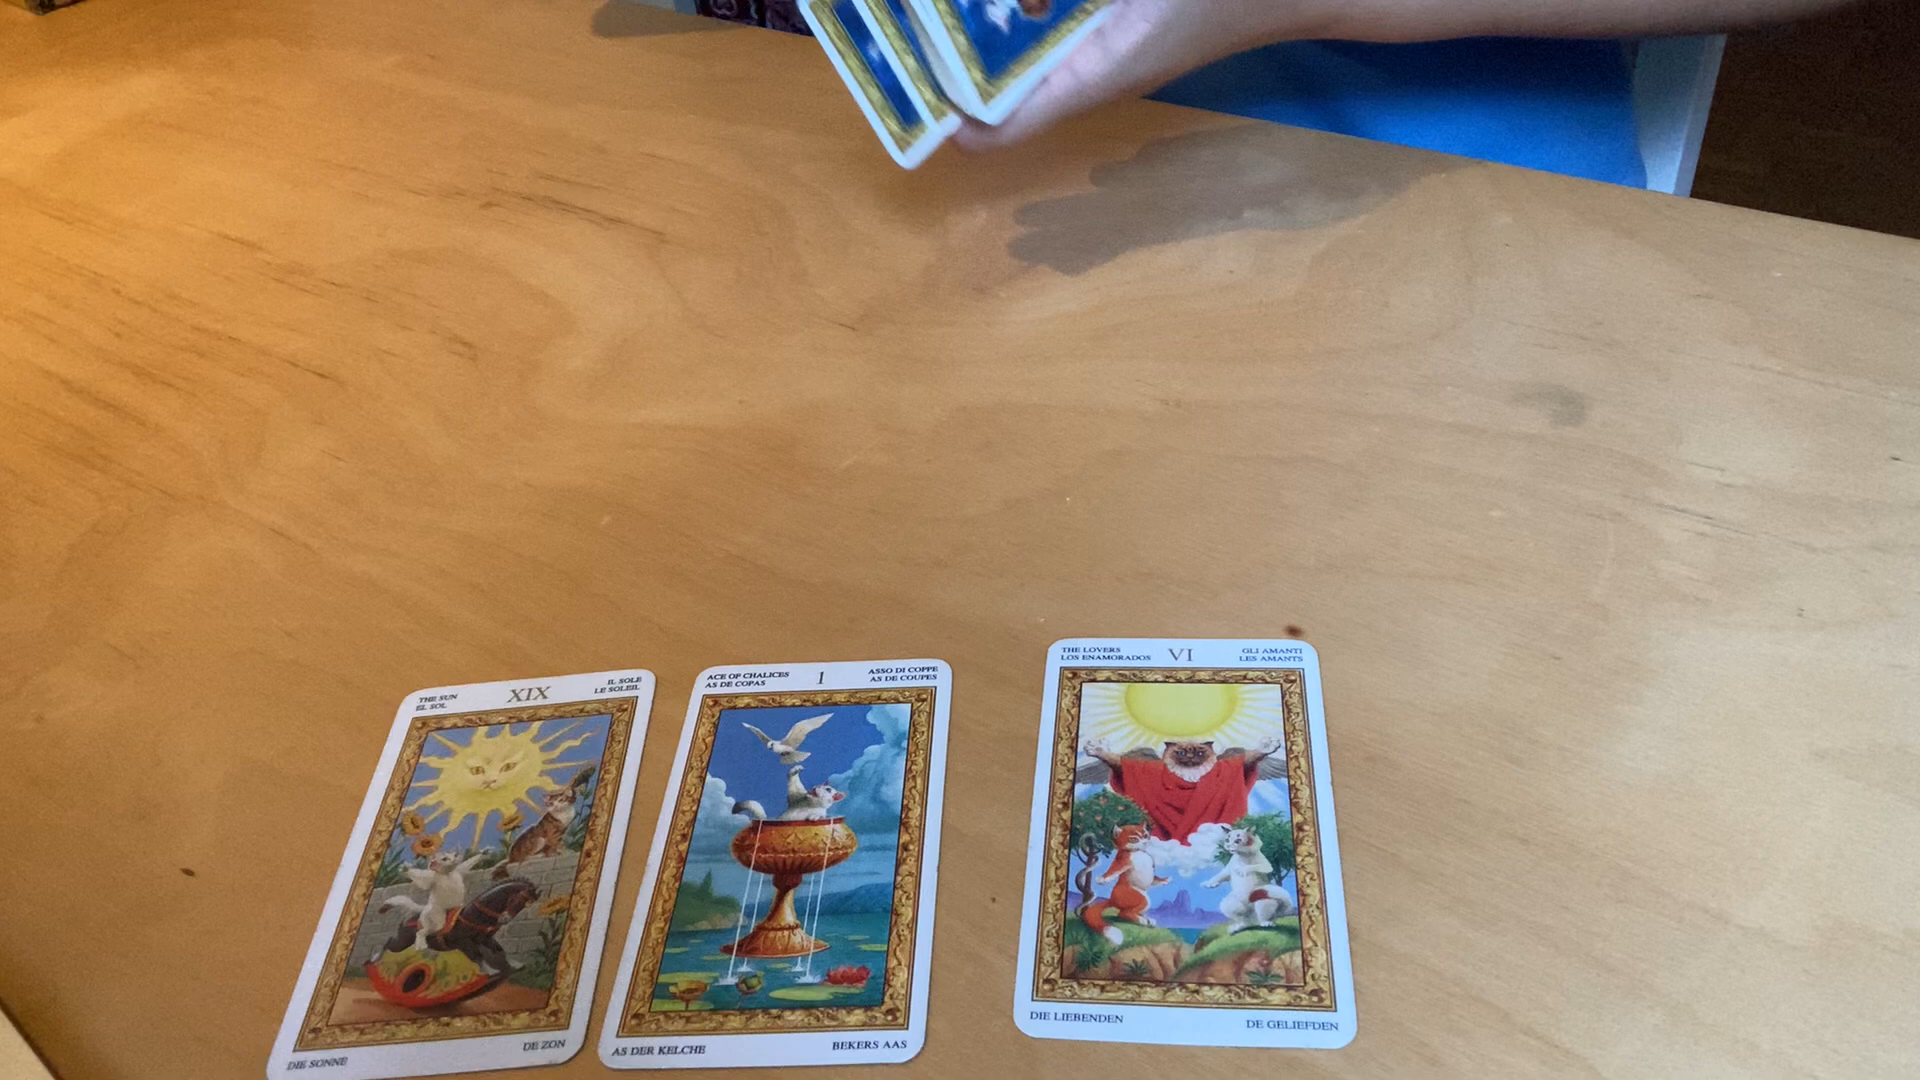 THE SUN
EL SOL
XIX
IL SOLE
LE SOLEIL
DIE SONNE
DE ZON
ACE OF CHALICES
AS DE COPAS
I
ASSO DI COPPE
AS DE COUPES
AS DER KELCHE
BEKERS AAS
THE LOVERS
LOS ENAMORADOS
VI
GLI AMANTI
LES AMANTS
DIE LIEBENDEN
DE GELIEFDEN